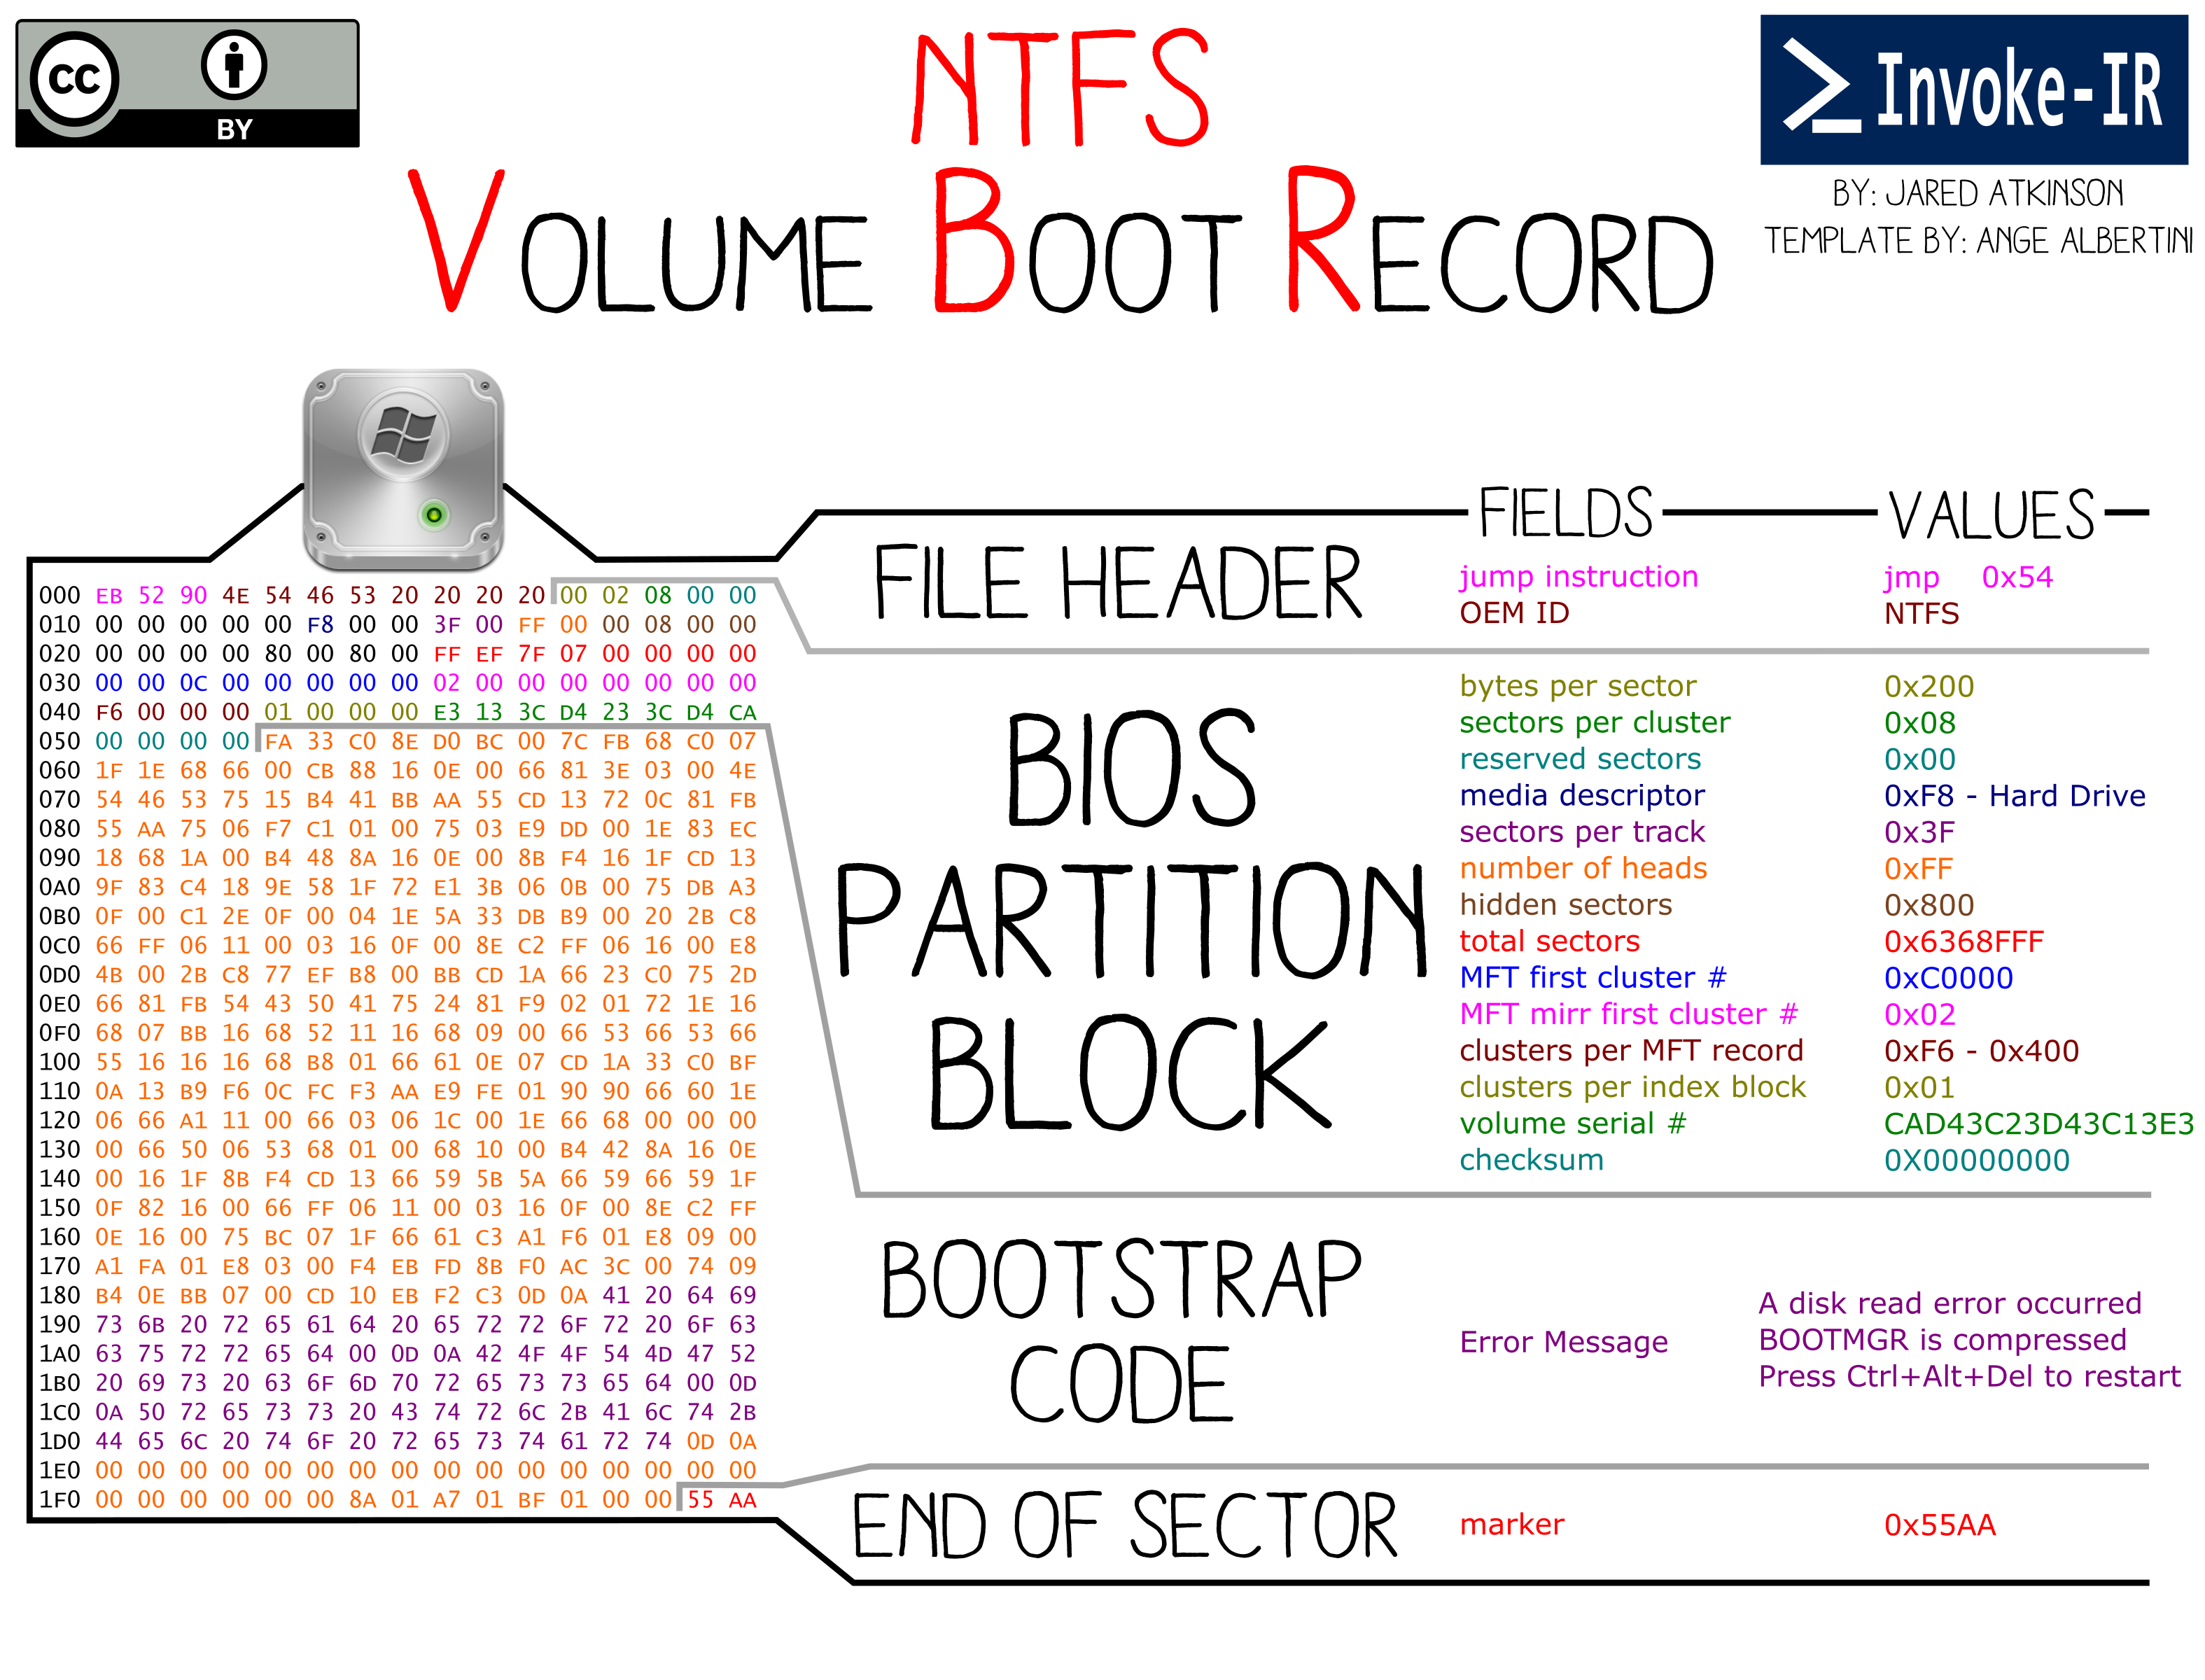 cc
BY
NTFS
VOLUME BOOT RECORD
Invoke-IR
BY: JARED ATKINSON
TEMPLATE BY: ANGE ALBERTINI
FIELDS VALUES
FILE HEADER
jump instruction jmp 0x54
OEM ID NTFS
BIOS
PARTITION
BLOCK
bytes per sector 0x200
sectors per cluster 0x08
reserved sectors 0x00
media descriptor 0xF8 - Hard Drive
sectors per track 0x3F
number of heads 0xFF
hidden sectors 0x800
total sectors 0x6368FFF
MFT first cluster # 0xC0000
MFT mirr first cluster # 0x02
clusters per MFT record 0xF6 - 0x400
clusters per index block 0x01
volume serial # CAD43C23D43C13E3
checksum 0X00000000
BOOTSTRAP
CODE
Error Message
A disk read error occurred
BOOTMGR is compressed
Press Ctrl+Alt+Del to restart
END OF SECTOR
marker 0x55AA
000 EB 52 90 4E 54 46 53 20 20 20 20 00 02 08 00 00
010 00 00 00 00 00 F8 00 00 3F 00 FF 00 00 08 00 00
020 00 00 00 00 80 00 80 00 FF EF 7F 07 00 00 00 00
030 00 00 0C 00 00 00 00 00 02 00 00 00 00 00 00 00
040 F6 00 00 00 01 00 00 00 E3 13 3C D4 23 3C D4 CA
050 00 00 00 00 FA 33 C0 8E D0 BC 00 7C FB 68 C0 07
060 1F 1E 68 66 00 CB 88 16 0E 00 66 81 3E 03 00 4E
070 54 46 53 75 15 B4 41 BB AA 55 CD 13 72 0C 81 FB
080 55 AA 75 06 F7 C1 01 00 75 03 E9 DD 00 1E 83 EC
090 18 68 1A 00 B4 48 8A 16 0E 00 8B F4 16 1F CD 13
0A0 9F 83 C4 18 9E 58 1F 72 E1 3B 06 0B 00 75 DB A3
0B0 0F 00 C1 2E 0F 00 04 1E 5A 33 DB B9 00 20 2B C8
0C0 66 FF 06 11 00 03 16 0F 00 8E C2 FF 06 16 00 E8
0D0 4B 00 2B C8 77 EF B8 00 BB CD 1A 66 23 C0 75 2D
0E0 66 81 FB 54 43 50 41 75 24 81 F9 02 01 72 1E 16
0F0 68 07 BB 16 68 52 11 16 68 09 00 66 53 66 53 66
100 55 16 16 16 68 B8 01 66 61 0E 07 CD 1A 33 C0 BF
110 0A 13 B9 F6 0C FC F3 AA E9 FE 01 90 90 66 60 1E
120 06 66 A1 11 00 66 03 06 1C 00 1E 66 68 00 00 00
130 00 66 50 06 53 68 01 00 68 10 00 B4 42 8A 16 0E
140 00 16 1F 8B F4 CD 13 66 59 5B 5A 66 59 66 59 1F
150 0F 82 16 00 66 FF 06 11 00 03 16 0F 00 8E C2 FF
160 0E 16 00 75 BC 07 1F 66 61 C3 A1 F6 01 E8 09 00
170 A1 FA 01 E8 03 00 F4 EB FD 8B F0 AC 3C 00 74 09
180 B4 0E BB 07 00 CD 10 EB F2 C3 0D 0A 41 20 64 69
190 73 6B 20 72 65 61 64 20 65 72 72 6F 72 20 6F 63
1A0 63 75 72 72 65 64 00 0D 0A 42 4F 4F 54 4D 47 52
1B0 20 69 73 20 63 6F 6D 70 72 65 73 73 65 64 00 0D
1C0 0A 50 72 65 73 73 20 43 74 72 6C 2B 41 6C 74 2B
1D0 44 65 6C 20 74 6F 20 72 65 73 74 61 72 74 0D 0A
1E0 00 00 00 00 00 00 00 00 00 00 00 00 00 00 00 00
1F0 00 00 00 00 00 00 8A 01 A7 01 BF 01 00 00 55 AA